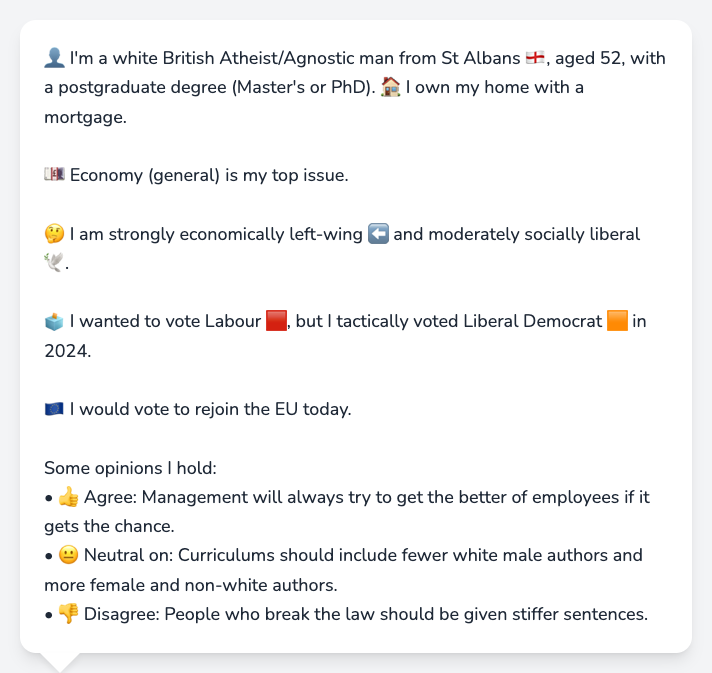 👤 I'm a white British Atheist/Agnostic man from St Albans 🏴󠁧󠁢󠁥󠁮󠁧󠁿, aged 52, with
a postgraduate degree (Master's or PhD). 🏠 I own my home with a
mortgage.
💷 Economy (general) is my top issue.
🤔 I am strongly economically left-wing ⬅️ and moderately socially liberal
🕊️.
🗳️ I wanted to vote Labour 🟥, but I tactically voted Liberal Democrat 🟧 in
2024.
🇪🇺 I would vote to rejoin the EU today.
Some opinions I hold:
• 👍 Agree: Management will always try to get the better of employees if it
gets the chance.
• 😐 Neutral on: Curriculums should include fewer white male authors and
more female and non-white authors.
• 👎 Disagree: People who break the law should be given stiffer sentences.